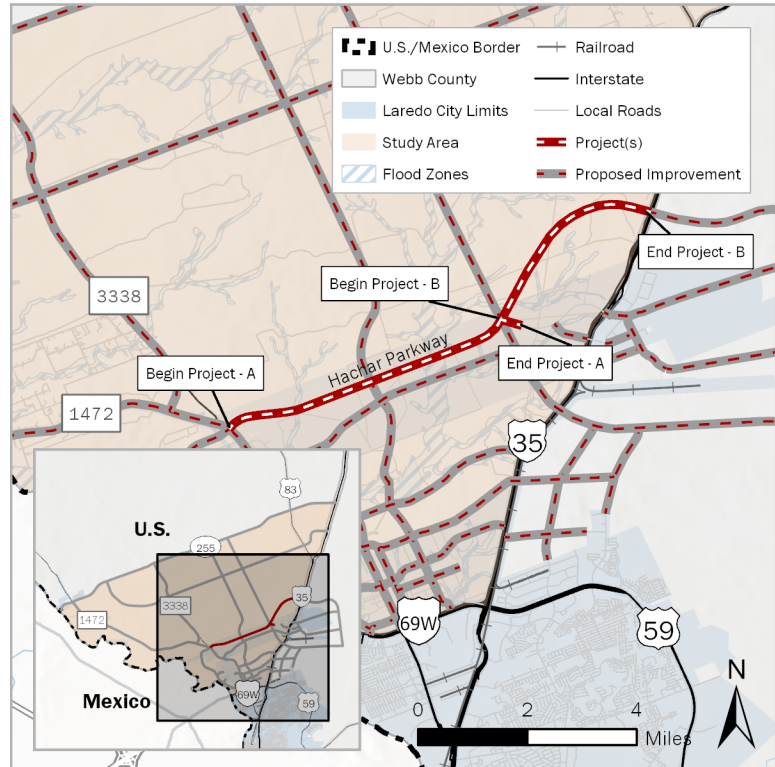 U.S./Mexico Border
Webb County
Laredo City Limits
Study Area
Flood Zones
Railroad
Interstate
Local Roads
Project(s)
Proposed Improvement
End Project - B
Begin Project - B
3338
Hachar Parkway
End Project - A
Begin Project - A
1472
35
83
U.S.
255
3338
35
1472
Mexico
69W
59
69W
59
N
0 2 4
Miles